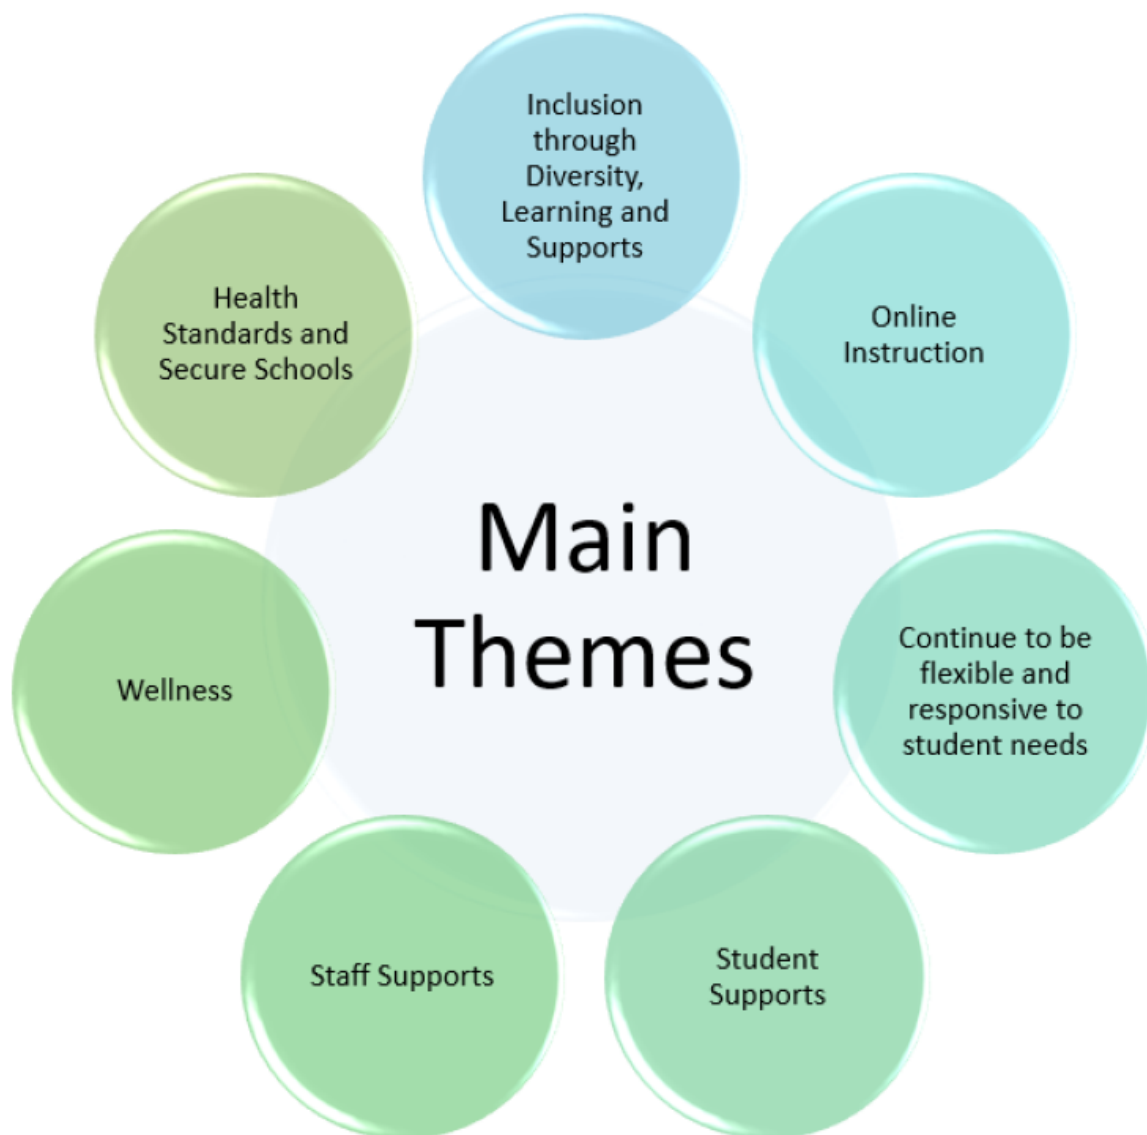 Inclusion
through
Diversity,
Learning and
Supports
Online
Instruction
Continue to be
flexible and
responsive to
student needs
Student
Supports
Staff Supports
Wellness
Health
Standards and
Secure Schools
Main
Themes